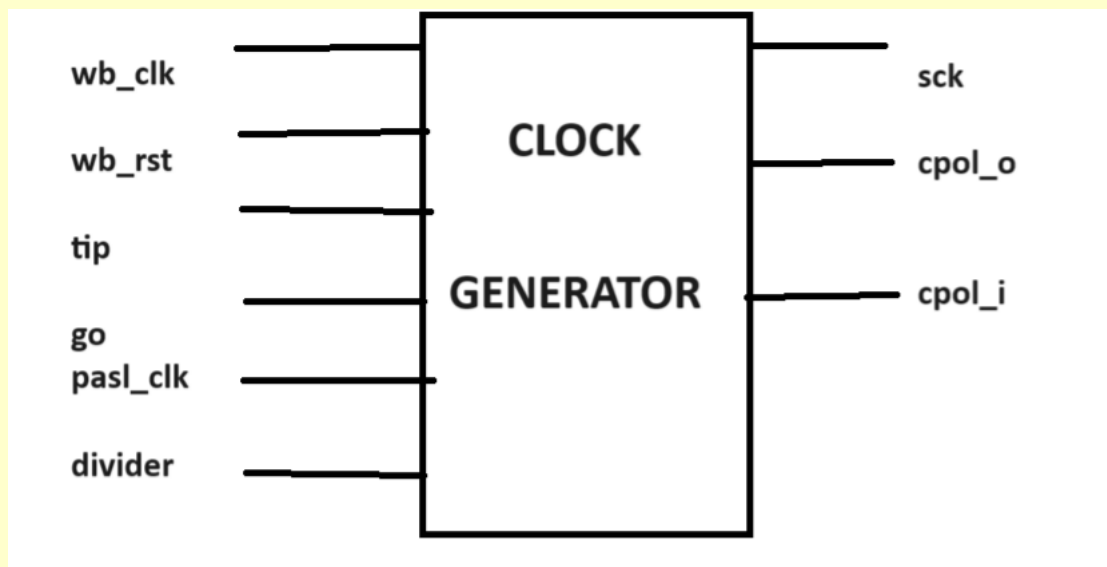 wb_clk
wb_rst
tip
go
pasl_clk
divider
CLOCK
GENERATOR
sck
cpol_o
cpol_i